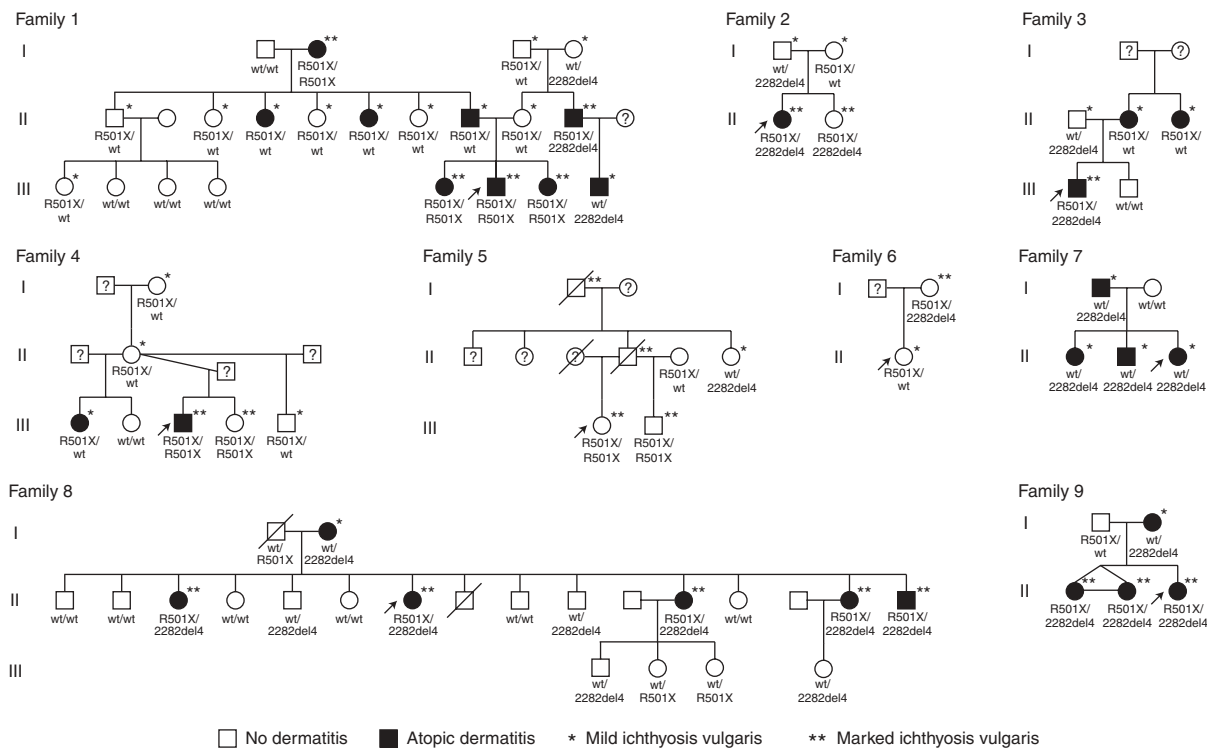 Family 1
Family 2
Family 3
I
** * *
wt/wt
R501X/
R501X
R501X/
wt
wt/
2282del4
II
* * * * * * * * **
?
R501X/
wt
R501X/
wt
R501X/
wt
R501X/
wt
R501X/
wt
R501X/
wt
R501X/
wt
R501X/
wt
R501X/
2282del4
III
* ** ** ** *
R501X/
wt
wt/wt
wt/wt
wt/wt
R501X/
R501X
R501X/
R501X
R501X/
R501X
wt/
2282del4
I
* *
wt/
2282del4
R501X/
wt
II
** **
R501X/
2282del4
R501X/
2282del4
I
? ?
II
* * *
wt/
2282del4
R501X/
wt
R501X/
wt
III
**
R501X/
2282del4
wt/wt
Family 4
Family 5
Family 6
Family 7
I
? *
R501X/
wt
II
? * ? ?
R501X/
wt
III
* ** ** *
R501X/
wt
wt/wt
R501X/
R501X
R501X/
R501X
R501X/
wt
I
** ?
II
? ? ? ** *
R501X/
wt
wt/
2282del4
III
** **
R501X/
R501X
R501X/
R501X
I
? **
R501X/
2282del4
II
*
R501X/
wt
I
*
wt/
2282del4
wt/wt
II
* * *
wt/
2282del4
wt/
2282del4
wt/
2282del4
Family 8
Family 9
I
*
wt/
R501X
wt/
2282del4
II
** ** ** ** **
wt/wt
wt/wt
R501X/
2282del4
wt/wt
wt/
2282del4
wt/wt
R501X/
2282del4
wt/wt
wt/
2282del4
R501X/
2282del4
wt/wt
R501X/
2282del4
R501X/
2282del4
III
wt/
2282del4
wt/
R501X
wt/
R501X
wt/
2282del4
I
*
R501X/
wt
wt/
2282del4
II
** ** **
R501X/
2282del4
R501X/
2282del4
R501X/
2282del4
No dermatitis
Atopic dermatitis
* Mild ichthyosis vulgaris
** Marked ichthyosis vulgaris